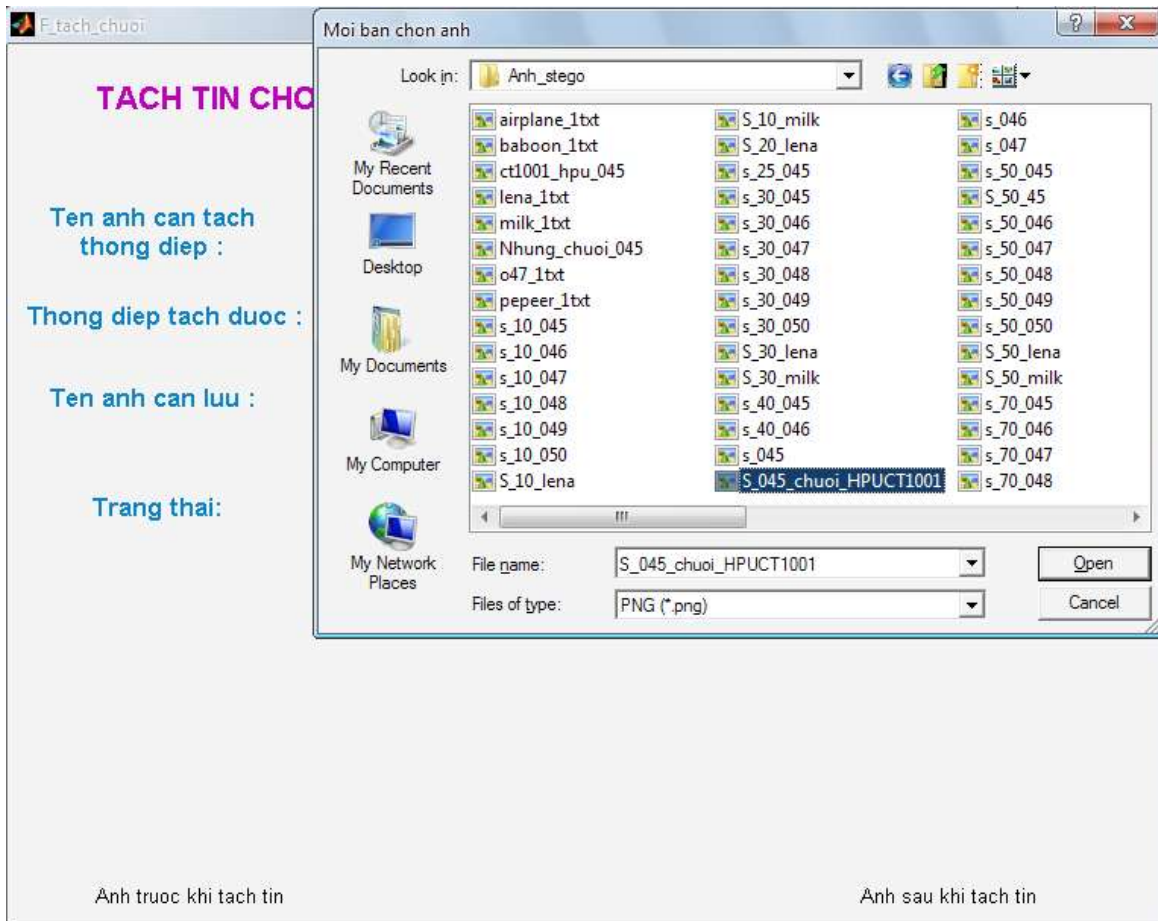 F_tach_chuoi
TACH TIN CHO
Ten anh can tach
thong diep :
Thong diep tach duoc :
Ten anh can luu :
Trang thai:
Anh truoc khi tach tin
Anh sau khi tach tin
Moi ban chon anh
Look in:
Anh_stego
My Recent
Documents
Desktop
My Documents
My Computer
My Network
Places
airplane_1txt
baboon_1txt
ct1001_hpu_045
lena_1txt
milk_1txt
Nhung_chuoi_045
o47_1txt
pepeer_1txt
s_10_045
s_10_046
s_10_047
s_10_048
s_10_049
s_10_050
S_10_lena
S_10_milk
S_20_lena
s_25_045
s_30_045
s_30_046
s_30_047
s_30_048
s_30_049
s_30_050
S_30_lena
S_30_milk
s_40_045
s_40_046
s_045
S_045_chuoi_HPUCT1001
s_046
s_047
s_50_045
S_50_45
s_50_046
s_50_047
s_50_048
s_50_049
s_50_050
S_50_lena
S_50_milk
s_70_045
s_70_046
s_70_047
s_70_048
File name:
S_045_chuoi_HPUCT1001
Open
Files of type:
PNG (*.png)
Cancel